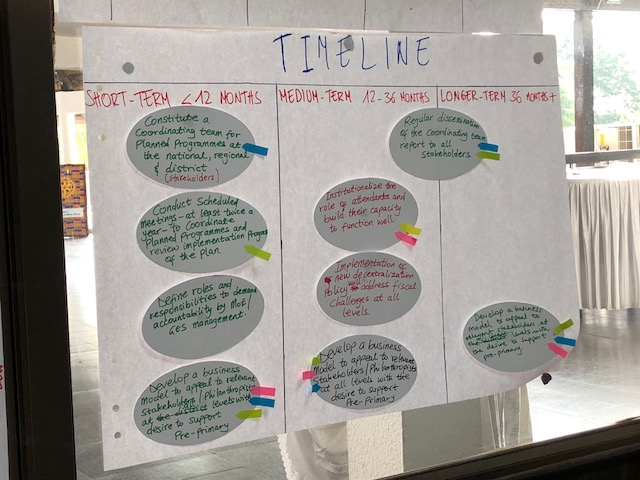 TIMELINE
SHORT-TERM < 12 MONTHS
Constitute a
Coordinating team for
Planned Programmes at
the national, regional
& district
(stakeholders)
Conduct Scheduled
meetings - at least twice a
year - to coordinate
planned Programmes and
review implementation Progress
of the plan.
Define roles and
responsibilities to demand
accountability by MoE/
GES management.
Develop a business
model to appeal to relevant
stakeholders/Philanthropists
at the district levels with
desire to support
Pre-Primary
MEDIUM-TERM 12-36 MONTHS
Institutionalize the
role of attendants and
build their capacity
to function well.
Implementation of
new decentralization
Policy will address fiscal
challenges at all
levels.
Develop a business
Model to appeal to relevant
Stakeholders/Philanthropists
at all levels with the
desire to support
Pre-Primary
LONGER-TERM 36 MONTHS+
Regular dissemination
of the coordinating team
report to all
stakeholders.
Develop a business
model to appeal to
relevant stakeholders at
the levels with
the desire to support
pre-primary.